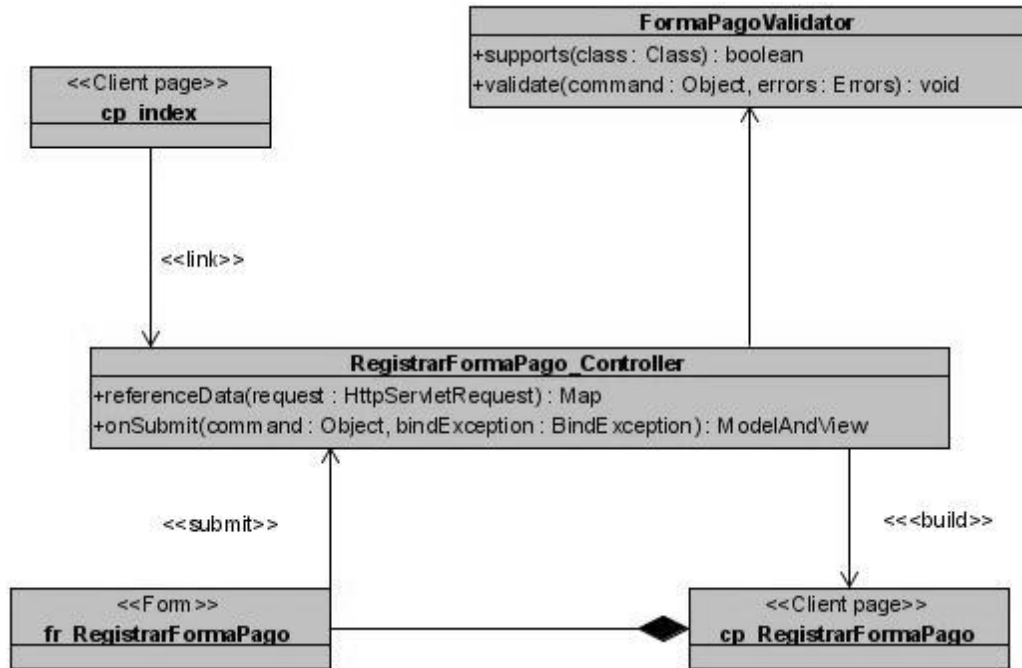 FormaPagoValidator
+supports(class : Class) : boolean
+validate(command : Object, errors : Errors) : void
<<Client page>>
cp_index
<<link>>
RegistrarFormaPago_Controller
+referenceData(request : HttpServletRequest) : Map
+onSubmit(command : Object, bindException : BindException) : ModelAndView
<<submit>>
<<<build>>
<<Form>>
fr_RegistrarFormaPago
<<Client page>>
cp_RegistrarFormaPago